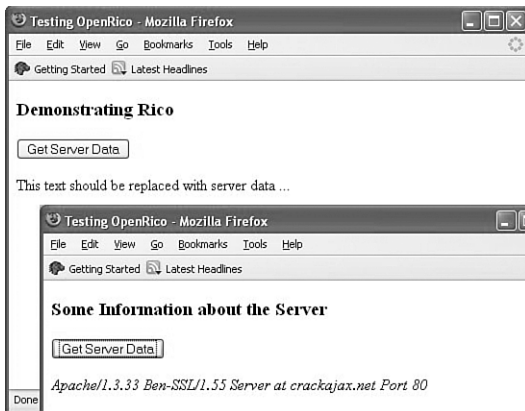 Testing OpenRico - Mozilla Firefox
File Edit View Go Bookmarks Tools Help
Getting Started Latest Headlines
Demonstrating Rico
Get Server Data
This text should be replaced with server data ...
Testing OpenRico - Mozilla Firefox
File Edit View Go Bookmarks Tools Help
Getting Started Latest Headlines
Some Information about the Server
Get Server Data
Apache/1.3.33 Ben-SSL/1.55 Server at crackajax.net Port 80
Done